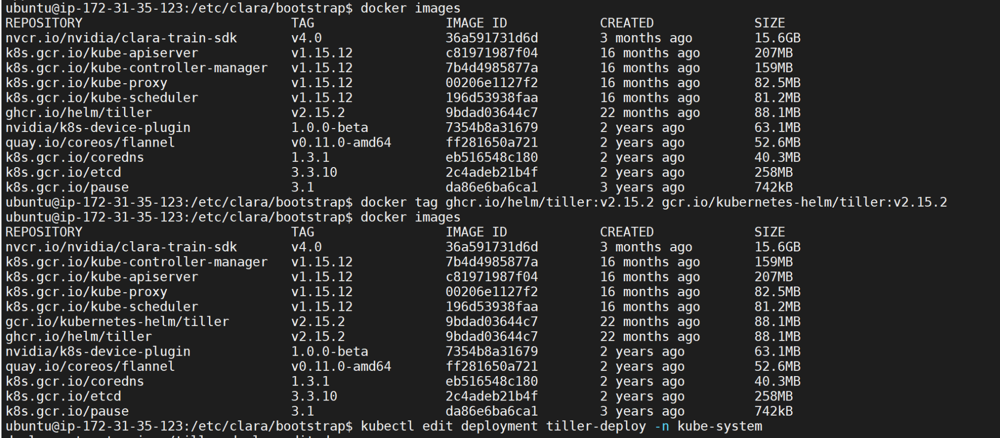 ubuntu@ip-172-31-35-123:/etc/clara/bootstrap$ docker images
REPOSITORY TAG IMAGE ID CREATED SIZE
nvcr.io/nvidia/clara-train-sdk v4.0 36a591731d6d 3 months ago 15.6GB
k8s.gcr.io/kube-apiserver v1.15.12 c81971987f04 16 months ago 207MB
k8s.gcr.io/kube-controller-manager v1.15.12 7b4d4985877a 16 months ago 159MB
k8s.gcr.io/kube-proxy v1.15.12 00206e1127f2 16 months ago 82.5MB
k8s.gcr.io/kube-scheduler v1.15.12 196d53938faa 16 months ago 81.2MB
ghcr.io/helm/tiller v2.15.2 9bdad03644c7 22 months ago 88.1MB
nvidia/k8s-device-plugin 1.0.0-beta 7354b8a31679 2 years ago 63.1MB
quay.io/coreos/flannel v0.11.0-amd64 ff281650a721 2 years ago 52.6MB
k8s.gcr.io/coredns 1.3.1 eb516548c180 2 years ago 40.3MB
k8s.gcr.io/etcd 3.3.10 2c4adeb21b4f 2 years ago 258MB
k8s.gcr.io/pause 3.1 da86e6ba6ca1 3 years ago 742kB
ubuntu@ip-172-31-35-123:/etc/clara/bootstrap$ docker tag ghcr.io/helm/tiller:v2.15.2 gcr.io/kubernetes-helm/tiller:v2.15.2
ubuntu@ip-172-31-35-123:/etc/clara/bootstrap$ docker images
REPOSITORY TAG IMAGE ID CREATED SIZE
nvcr.io/nvidia/clara-train-sdk v4.0 36a591731d6d 3 months ago 15.6GB
k8s.gcr.io/kube-controller-manager v1.15.12 7b4d4985877a 16 months ago 159MB
k8s.gcr.io/kube-apiserver v1.15.12 c81971987f04 16 months ago 207MB
k8s.gcr.io/kube-proxy v1.15.12 00206e1127f2 16 months ago 82.5MB
k8s.gcr.io/kube-scheduler v1.15.12 196d53938faa 16 months ago 81.2MB
gcr.io/kubernetes-helm/tiller v2.15.2 9bdad03644c7 22 months ago 88.1MB
ghcr.io/helm/tiller v2.15.2 9bdad03644c7 22 months ago 88.1MB
nvidia/k8s-device-plugin 1.0.0-beta 7354b8a31679 2 years ago 63.1MB
quay.io/coreos/flannel v0.11.0-amd64 ff281650a721 2 years ago 52.6MB
k8s.gcr.io/coredns 1.3.1 eb516548c180 2 years ago 40.3MB
k8s.gcr.io/etcd 3.3.10 2c4adeb21b4f 2 years ago 258MB
k8s.gcr.io/pause 3.1 da86e6ba6ca1 3 years ago 742kB
ubuntu@ip-172-31-35-123:/etc/clara/bootstrap$ kubectl edit deployment tiller-deploy -n kube-system